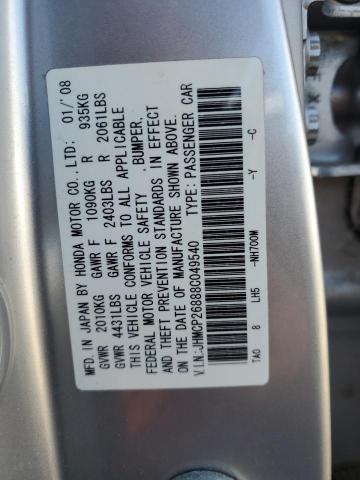 MFD. IN JAPAN BY HONDA MOTOR CO.,LTD: 01/'08
GVWR 2010KG GAWR F 1090KG R 935KG
GVWR 4431LBS GAWR F 2403LBS R 2061LBS
THIS VEHICLE CONFORMS TO ALL APPLICABLE
FEDERAL MOTOR VEHICLE SAFETY , BUMPER,
AND THEFT PREVENTION STANDARDS IN EFFECT
ON THE DATE OF MANUFACTURE SHOWN ABOVE.
V.I.N:JHMCP26888C049540 TYPE:PASSENGER CAR
-NH700M -Y -C
TA0 8 LH5